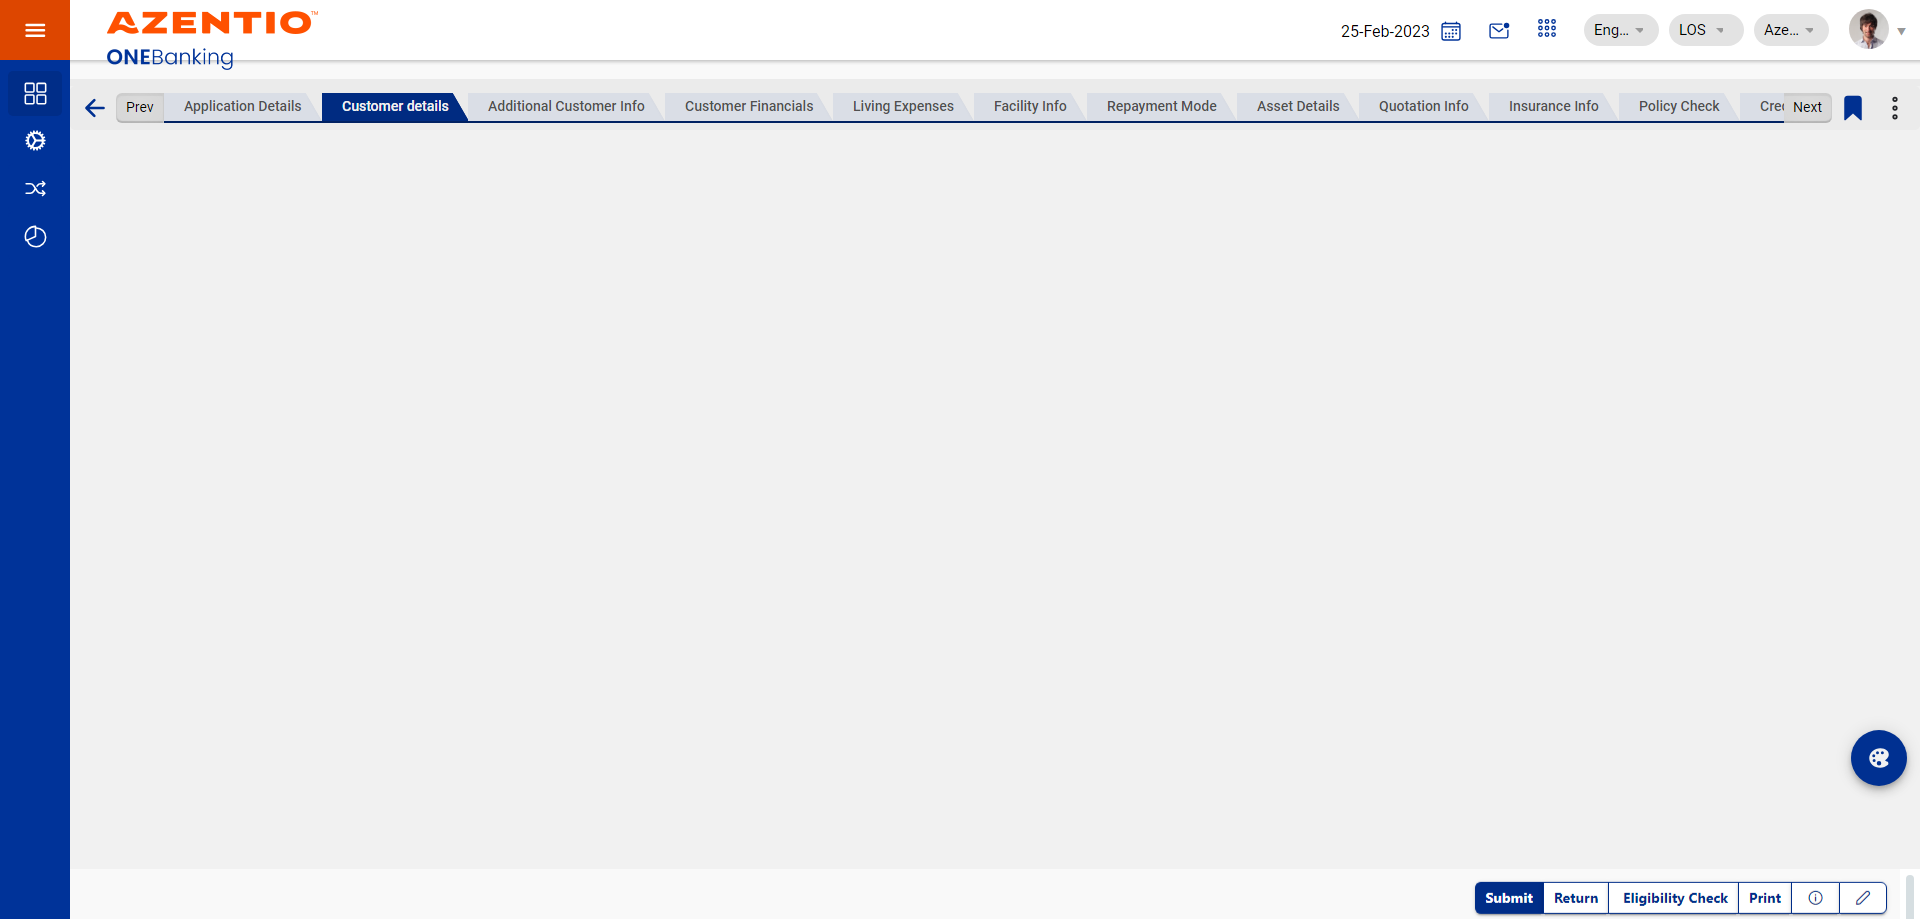 AZENTIO™
ONEBanking
25-Feb-2023
Eng...
LOS
Aze...
Prev
Application Details
Customer details
Additional Customer Info
Customer Financials
Living Expenses
Facility Info
Repayment Mode
Asset Details
Quotation Info
Insurance Info
Policy Check
Cre
Next
Submit
Return
Eligibility Check
Print